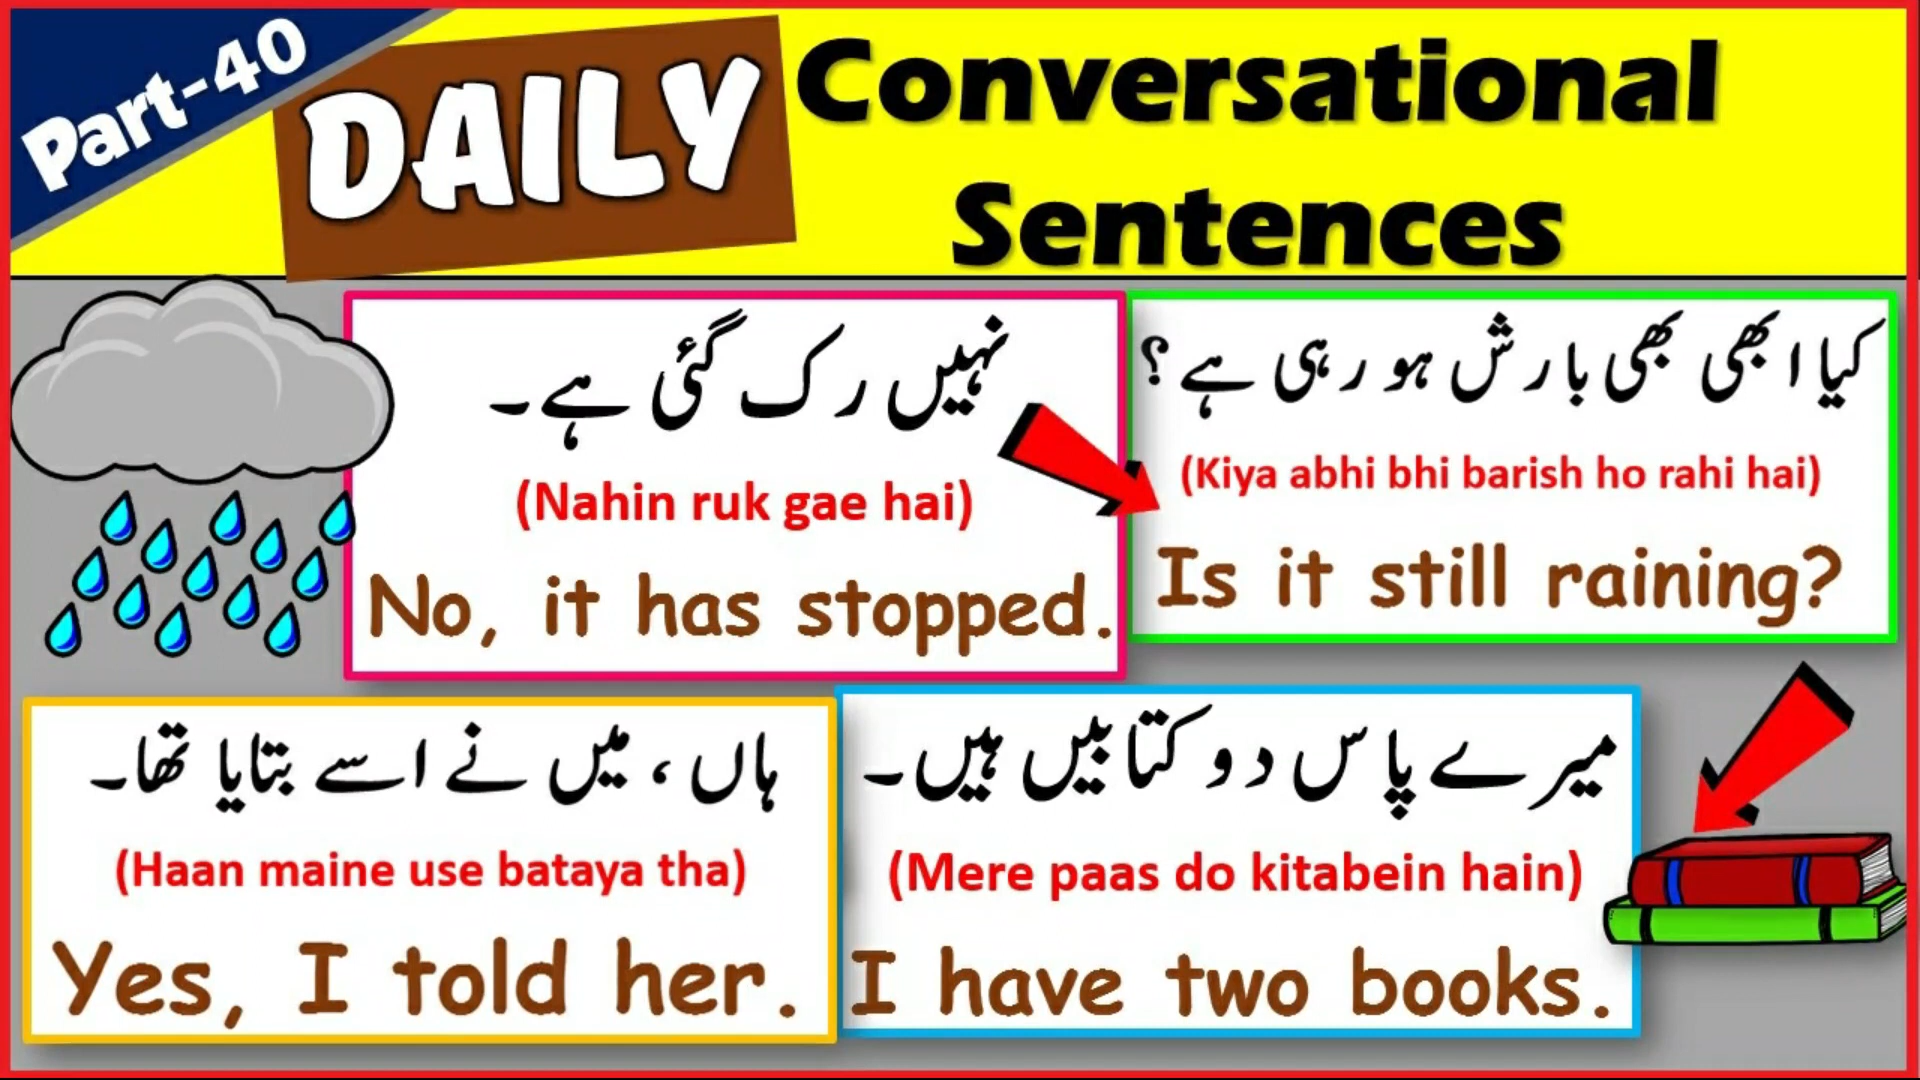 Part-40
DAILY
Conversational
Sentences
نہیں رک گئی ہے۔
(Nahin ruk gae hai)
No, it has stopped.
کیا ابھی بھی بارش ہو رہی ہے؟
(Kiya abhi bhi barish ho rahi hai)
Is it still raining?
ہاں، میں نے اسے بتایا تھا۔
(Haan maine use bataya tha)
Yes, I told her.
میرے پاس دو کتابیں ہیں۔
(Mere paas do kitabein hain)
I have two books.